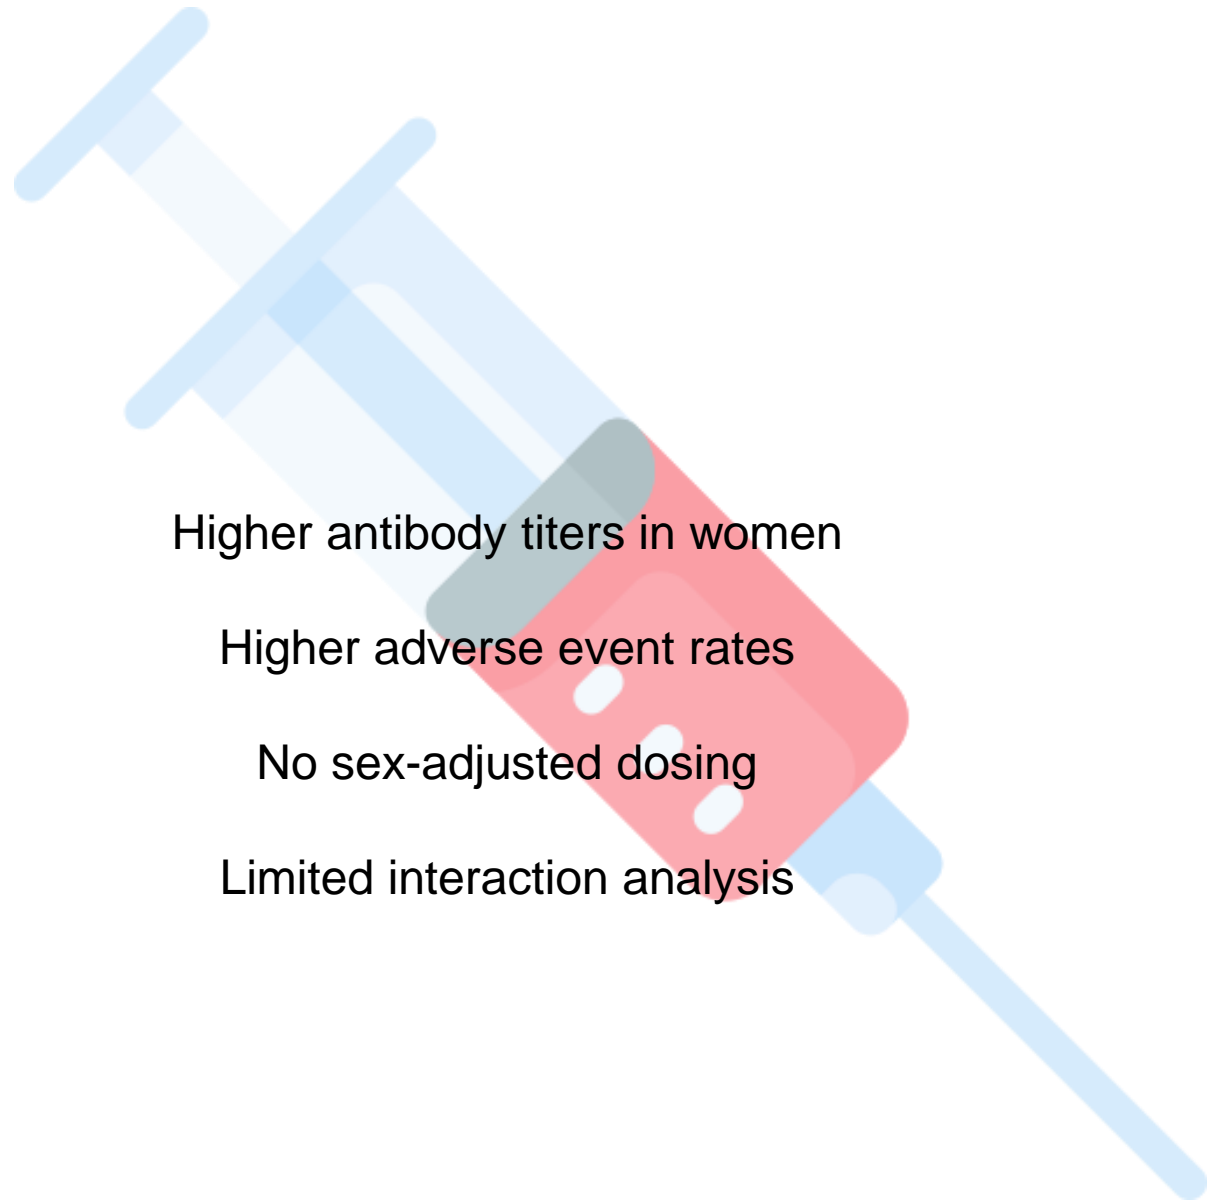 Higher antibody titers in women
Higher adverse event rates
No sex-adjusted dosing
Limited interaction analysis